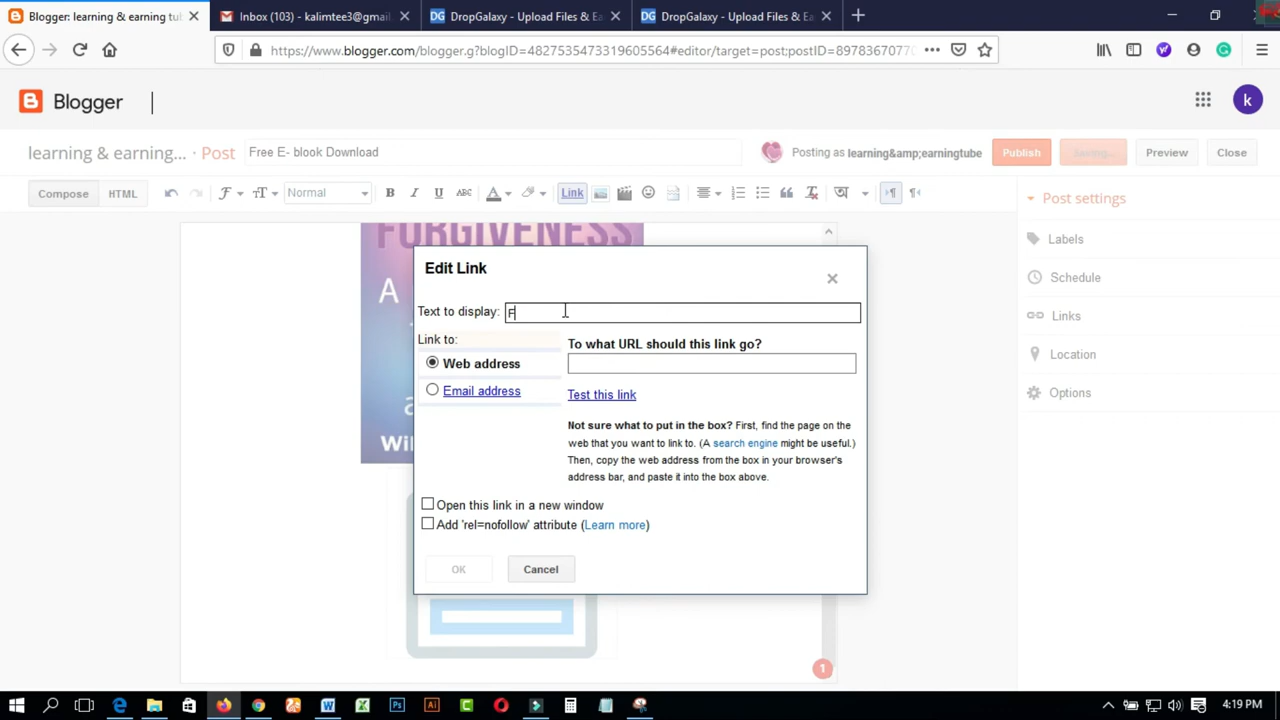 Blogger: learning & earning tu
Inbox (103) - kalimtee3@gmail
DropGalaxy - Upload Files & Ea
DropGalaxy - Upload Files & Ea
https://www.blogger.com/blogger.g?blogID=4827535473319605564#editor/target=post;postID=897836707
Blogger
k
learning & earning... · Post
Free E- blook Download
Posting as learning&amp;earningtube
Publish
Saving...
Preview
Close
Compose
HTML
Normal
B
I
U
ABC
A
Link
Post settings
Labels
Schedule
Links
Location
Options
FORGIVENESS
A
a
Wil
Edit Link
Text to display: F
Link to:
Web address
Email address
To what URL should this link go?
Test this link
Not sure what to put in the box? First, find the page on the
web that you want to link to. (A search engine might be useful.)
Then, copy the web address from the box in your browser's
address bar, and paste it into the box above.
Open this link in a new window
Add 'rel=nofollow' attribute (Learn more)
OK
Cancel
1
4:19 PM